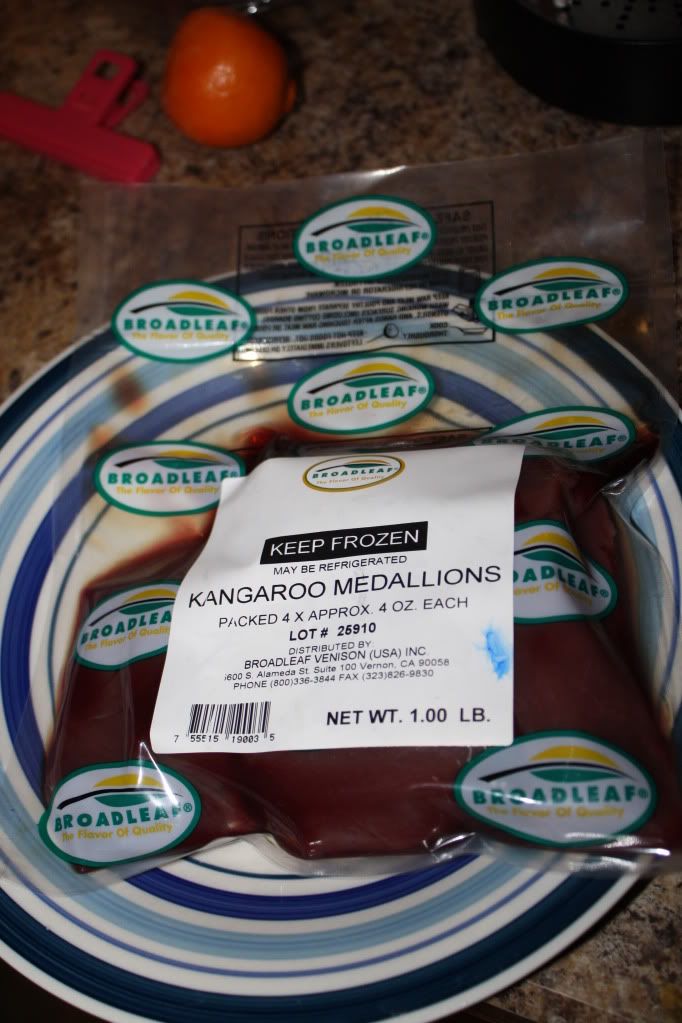 BROADLEAF®
The Flavor Of Quality
BROADLEAF®
The Flavor Of Quality
BROADLEAF®
The Flavor Of Quality
BROADLEAF®
The Flavor Of Quality
BROADLEAF®
The Flavor Of Quality
BROADLEAF®
The Flavor Of Quality
BROADLEAF®
The Flavor Of Quality
KEEP FROZEN
MAY BE REFRIGERATED
KANGAROO MEDALLIONS
PACKED 4 X APPROX. 4 OZ. EACH
LOT # 25910
DISTRIBUTED BY:
BROADLEAF VENISON (USA) INC.
5600 S. Alameda St. Suite 100 Vernon, CA 90058
PHONE (800)336-3844 FAX (323)826-9830
7 55515 19003 5
NET WT. 1.00 LB.
OADLEAF®
of Quality
BROADLEAF
The Flavor Of Quali
BROADLEAF®
The Flavor Of Quality
BROADLEAF®
The Flavor Of Quality